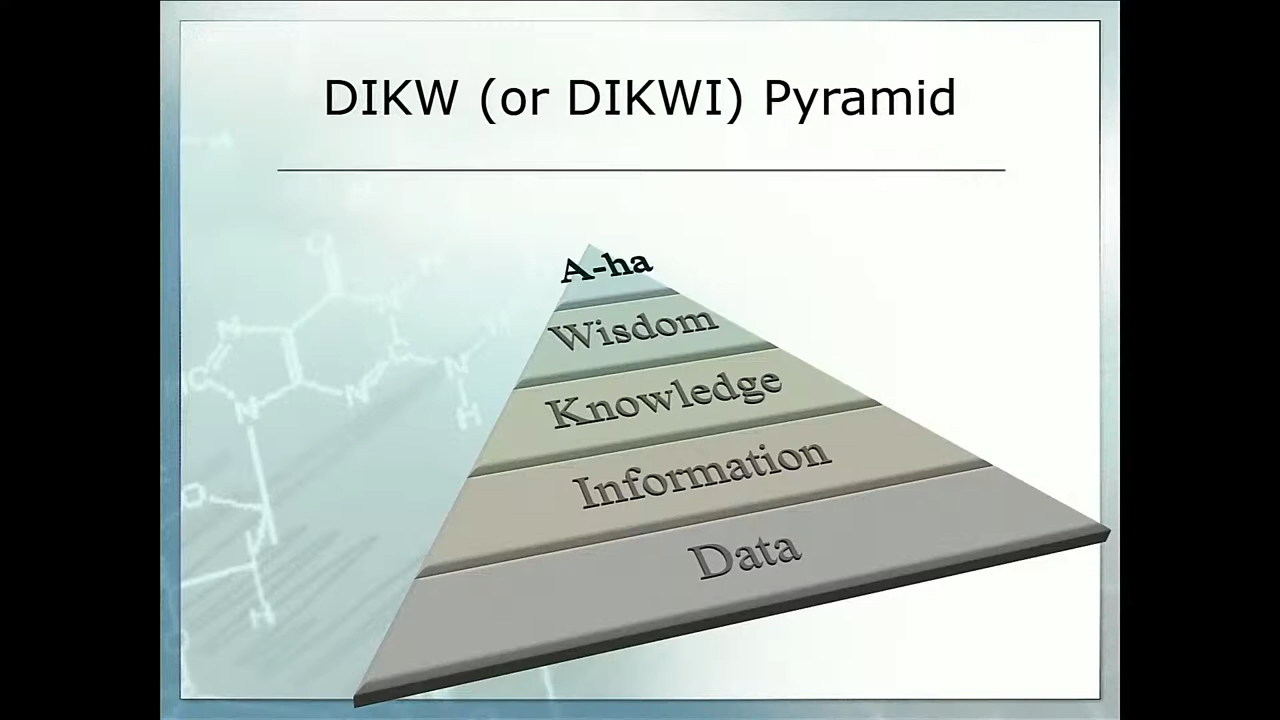 DIKW (or DIKWI) Pyramid
A-ha
Wisdom
Knowledge
Information
Data